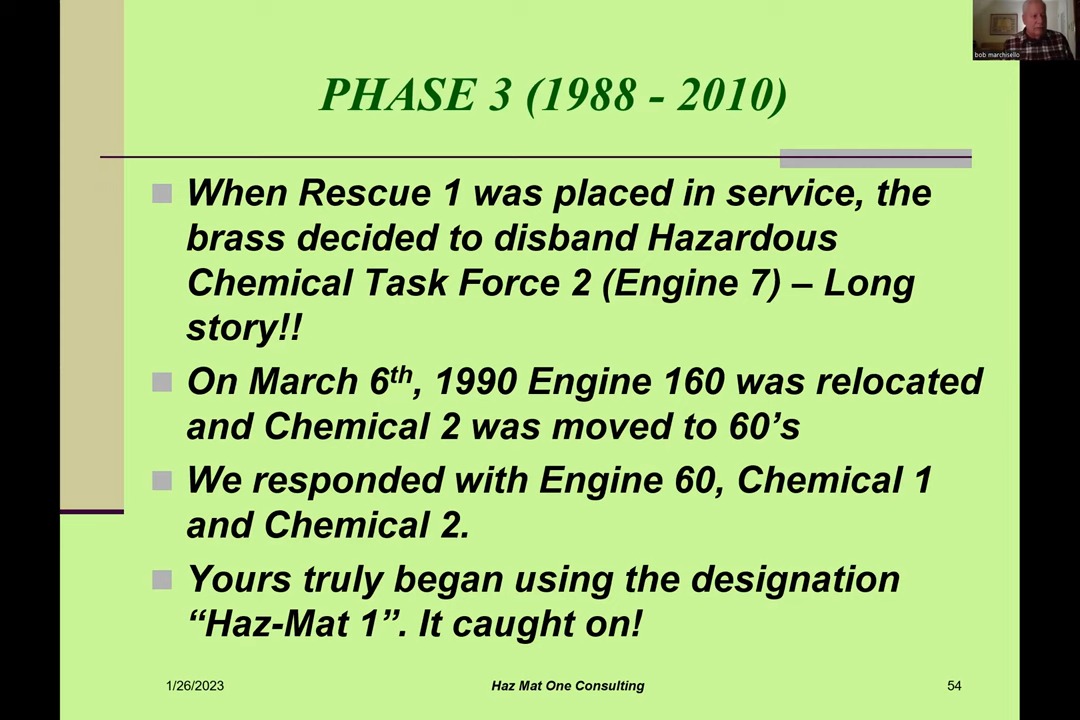 bob marchisello
PHASE 3 (1988 - 2010)
When Rescue 1 was placed in service, the
brass decided to disband Hazardous
Chemical Task Force 2 (Engine 7) – Long
story!!
On March 6th, 1990 Engine 160 was relocated
and Chemical 2 was moved to 60’s
We responded with Engine 60, Chemical 1
and Chemical 2.
Yours truly began using the designation
“Haz-Mat 1”. It caught on!
1/26/2023
Haz Mat One Consulting
54